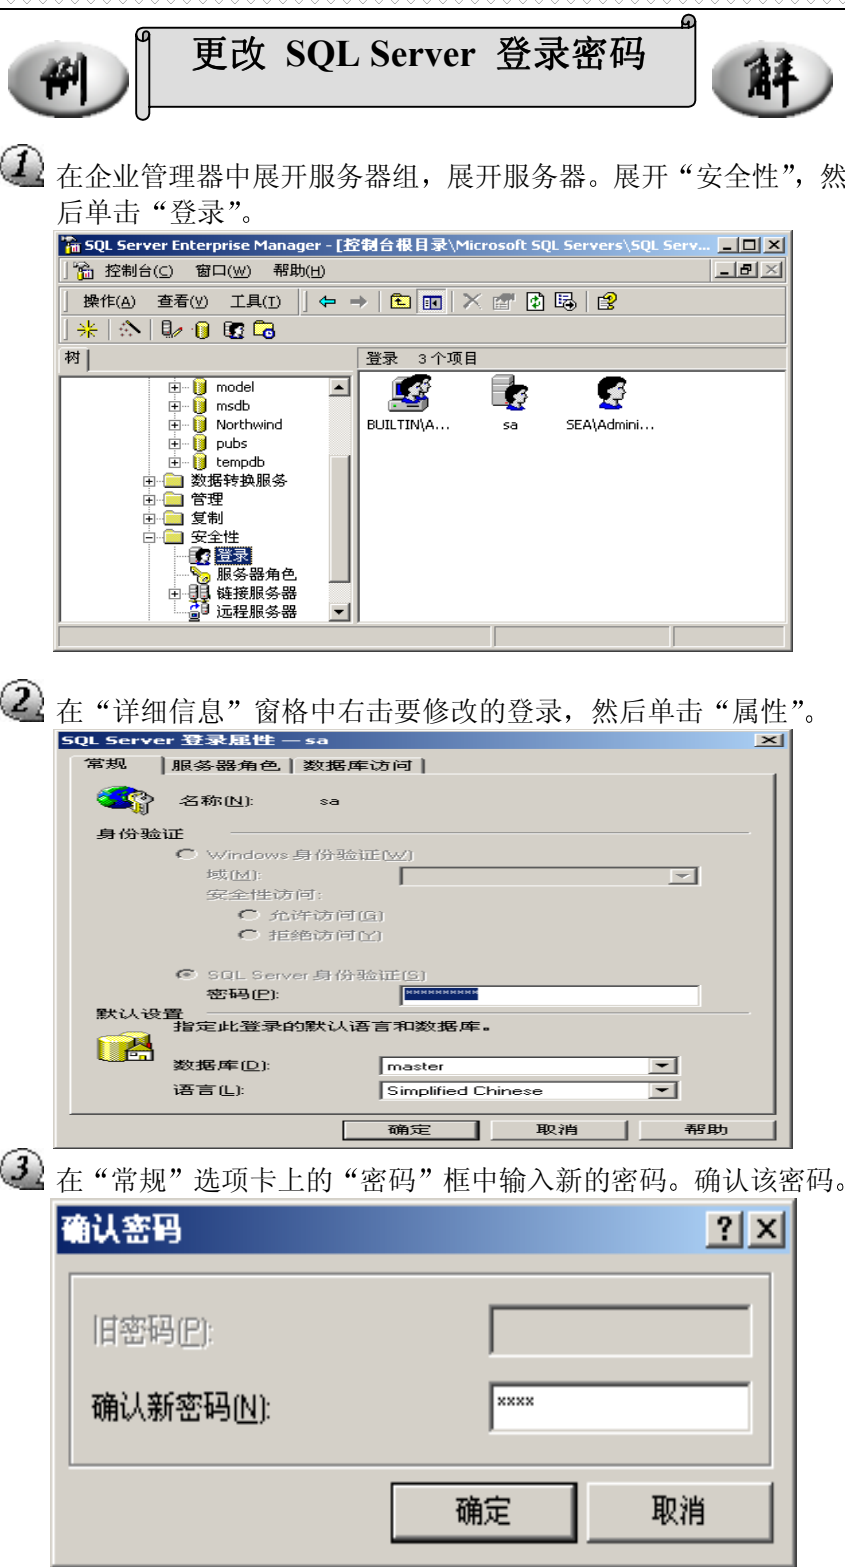 例
更改 SQL Server 登录密码
解
1 在企业管理器中展开服务器组，展开服务器。展开“安全性”，然
后单击“登录”。
SQL Server Enterprise Manager - [控制台根目录\Microsoft SQL Servers\SQL Serv...
控制台(C) 窗口(W) 帮助(H)
操作(A) 查看(V) 工具(T)
树
登录 3个项目
model
msdb
Northwind
pubs
tempdb
数据转换服务
管理
复制
安全性
登录
服务器角色
链接服务器
远程服务器
BUILTIN\A... sa SEA\Admini...
2 在“详细信息”窗格中右击要修改的登录，然后单击“属性”。
SQL Server 登录属性 — sa
常规 服务器角色 数据库访问
名称(N): sa
身份验证
Windows 身份验证(W)
域(M):
安全性访问:
允许访问(G)
拒绝访问(Y)
SQL Server 身份验证(S)
密码(P): **********
默认设置
指定此登录的默认语言和数据库。
数据库(D): master
语言(L): Simplified Chinese
确定 取消 帮助
3 在“常规”选项卡上的“密码”框中输入新的密码。确认该密码。
确认密码
旧密码(P):
确认新密码(N): xxxx
确定 取消